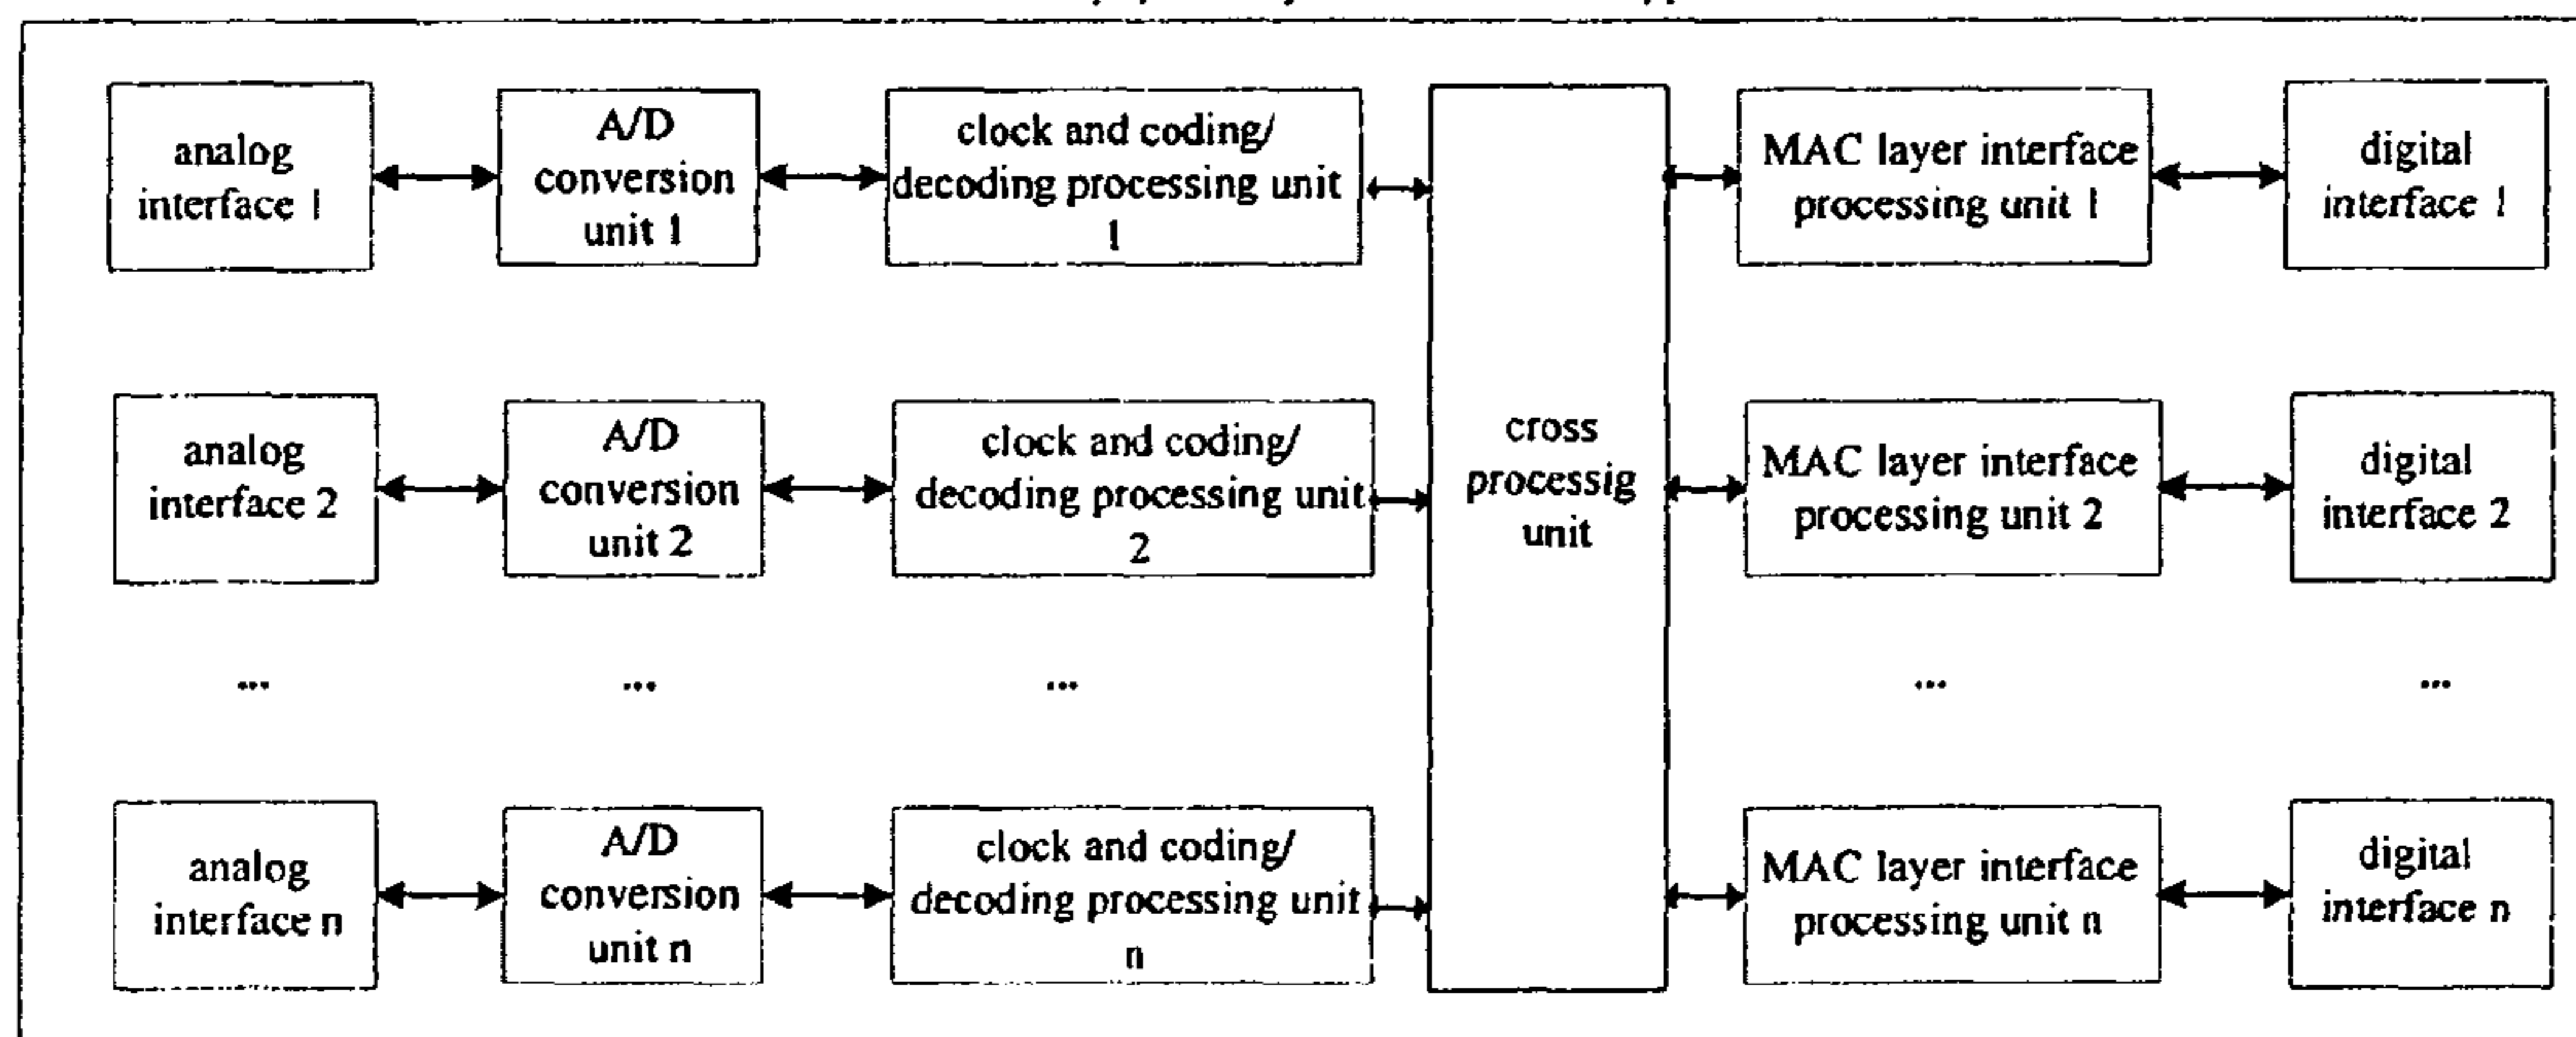 analog
interface 1
A/D
conversion
unit 1
clock and coding/
decoding processing unit
1
MAC layer interface
processing unit 1
digital
interface 1
analog
interface 2
A/D
conversion
unit 2
clock and coding/
decoding processing unit
2
cross
processig
unit
MAC layer interface
processing unit 2
digital
interface 2
...
...
...
...
...
analog
interface n
A/D
conversion
unit n
clock and coding/
decoding processing unit
n
MAC layer interface
processing unit n
digital
interface n